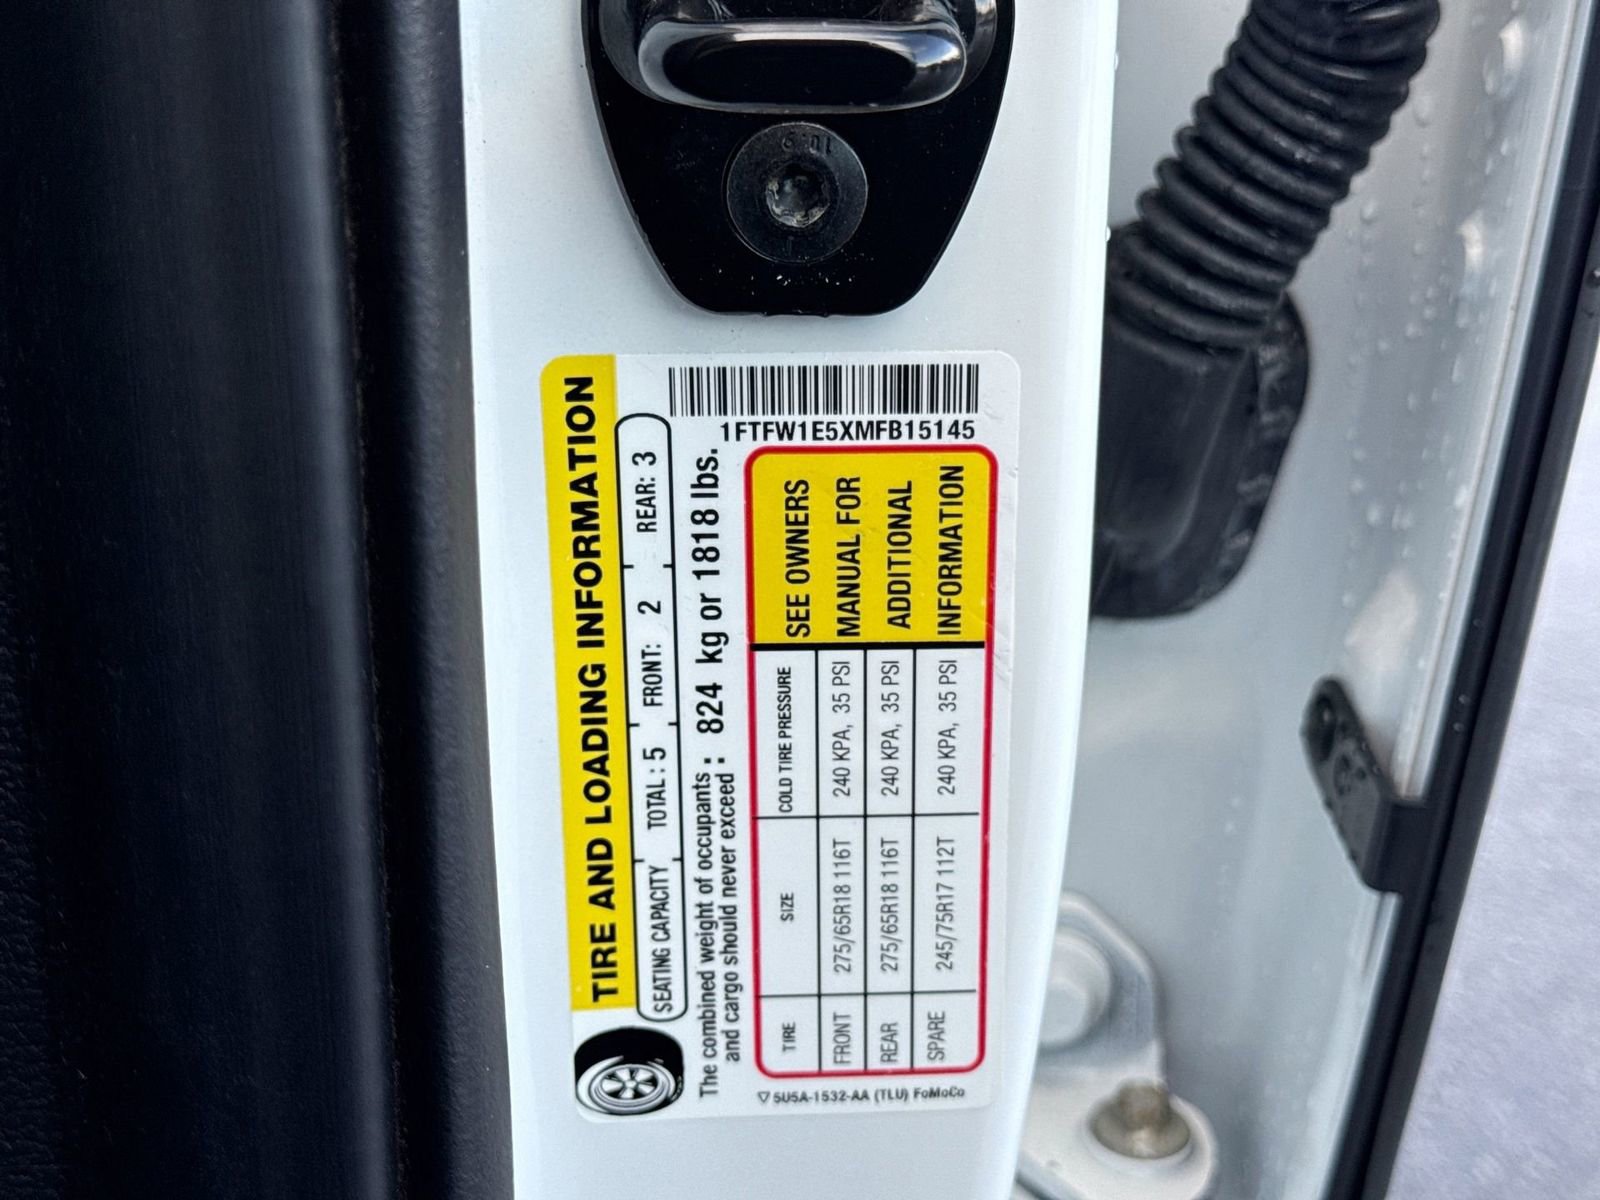 10.9
1FTFW1E5XMFB15145
TIRE AND LOADING INFORMATION
SEATING CAPACITY TOTAL: 5 FRONT: 2 REAR: 3
The combined weight of occupants
and cargo should never exceed : 824 kg or 1818 lbs.
TIRE SIZE COLD TIRE PRESSURE
FRONT 275/65R18 116T 240 KPA, 35 PSI
REAR 275/65R18 116T 240 KPA, 35 PSI
SPARE 245/75R17 112T 240 KPA, 35 PSI
SEE OWNERS
MANUAL FOR
ADDITIONAL
INFORMATION
5U5A-1532-AA (TLU) FoMoCo